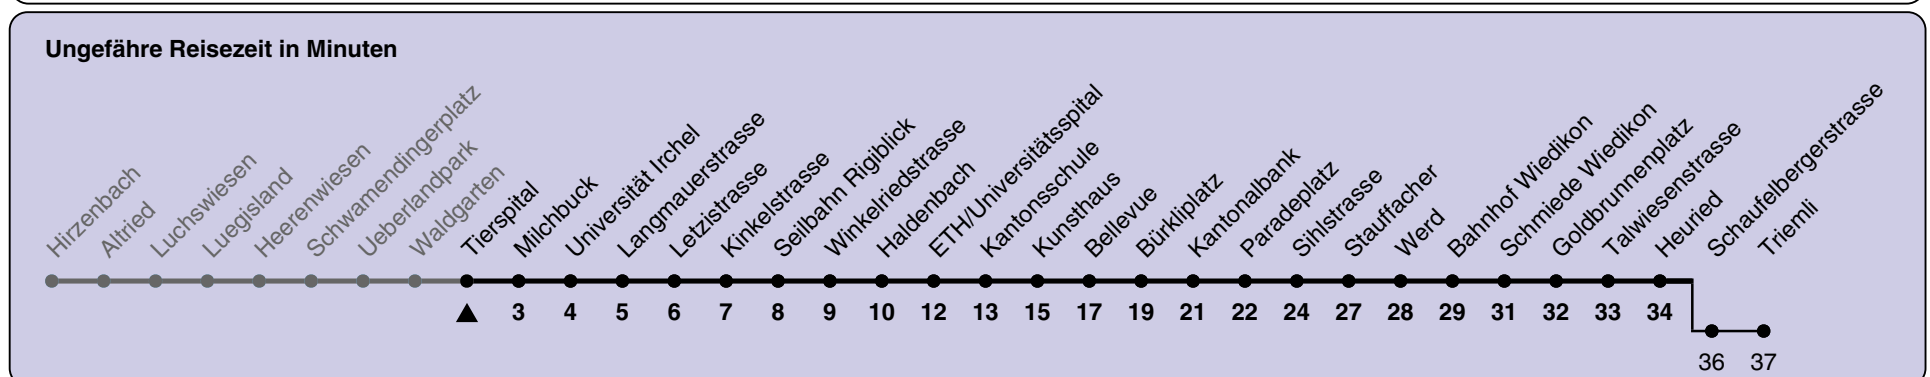 Ungefähre Reisezeit in Minuten
Hirzenbach
Altried
Luchswiesen
Luegisland
Heerenwiesen
Schwamendingerplatz
Ueberlandpark
Waldgarten
Tierspital
Milchbuck
Universität Irchel
Langmauerstrasse
Letzistrasse
Kinkelstrasse
Seilbahn Rigiblick
Winkelriedstrasse
Haldenbach
ETH/Universitätsspital
Kantonsschule
Kunsthaus
Bellevue
Bürkliplatz
Kantonalbank
Paradeplatz
Sihlstrasse
Stauffacher
Werd
Bahnhof Wiedikon
Schmiede Wiedikon
Goldbrunnenplatz
Talwiesenstrasse
Heuried
Schaufelbergerstrasse
Triemli
3 4 5 6 7 8 9 10 12 13 15 17 19 21 22 24 27 28 29 31 32 33 34
36 37